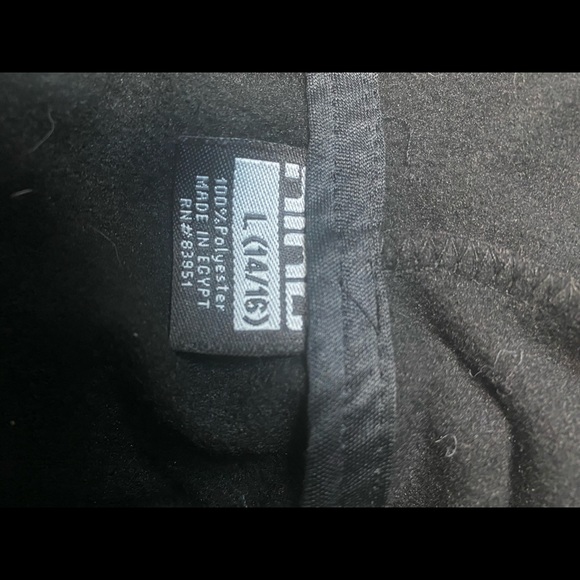 L (14/16)
100%Polyester
MADE IN EGYPT
RN#:83951